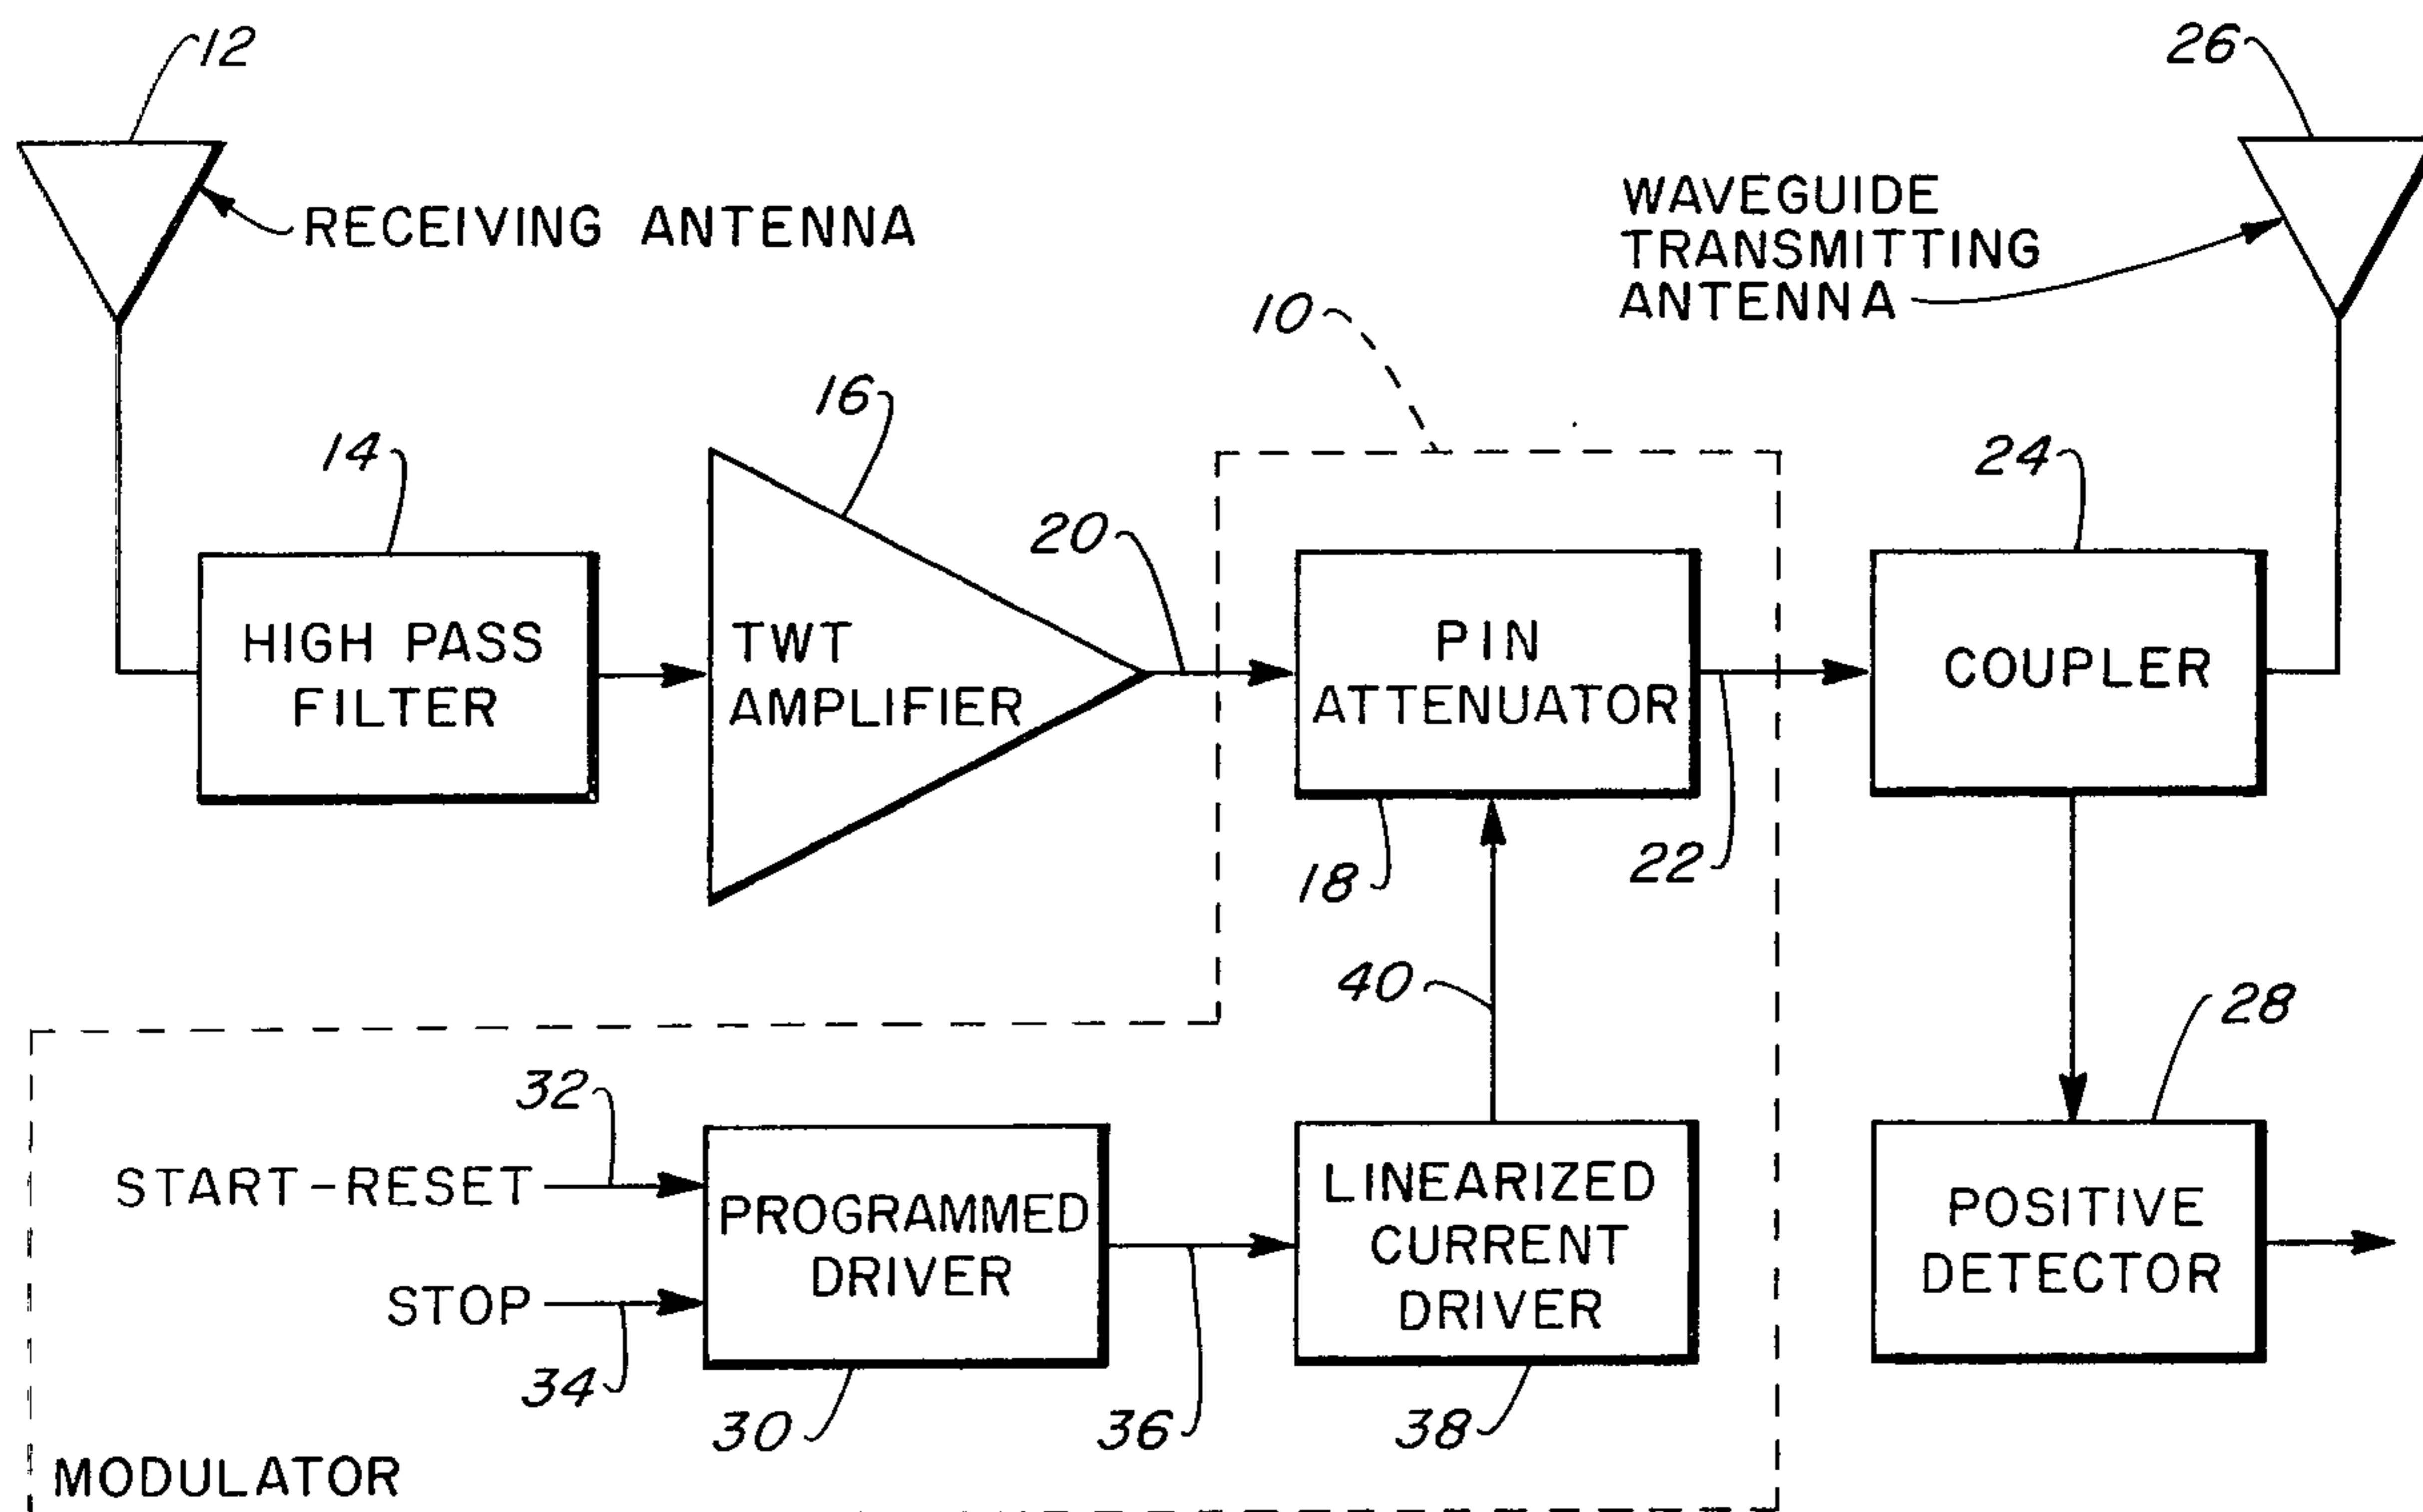 12
26
RECEIVING ANTENNA
WAVEGUIDE
TRANSMITTING
ANTENNA
10
16
14
24
20
HIGH PASS
FILTER
TWT
AMPLIFIER
PIN
ATTENUATOR
COUPLER
18
22
40
28
32
START-RESET
STOP
34
PROGRAMMED
DRIVER
LINEARIZED
CURRENT
DRIVER
POSITIVE
DETECTOR
30
36
38
MODULATOR